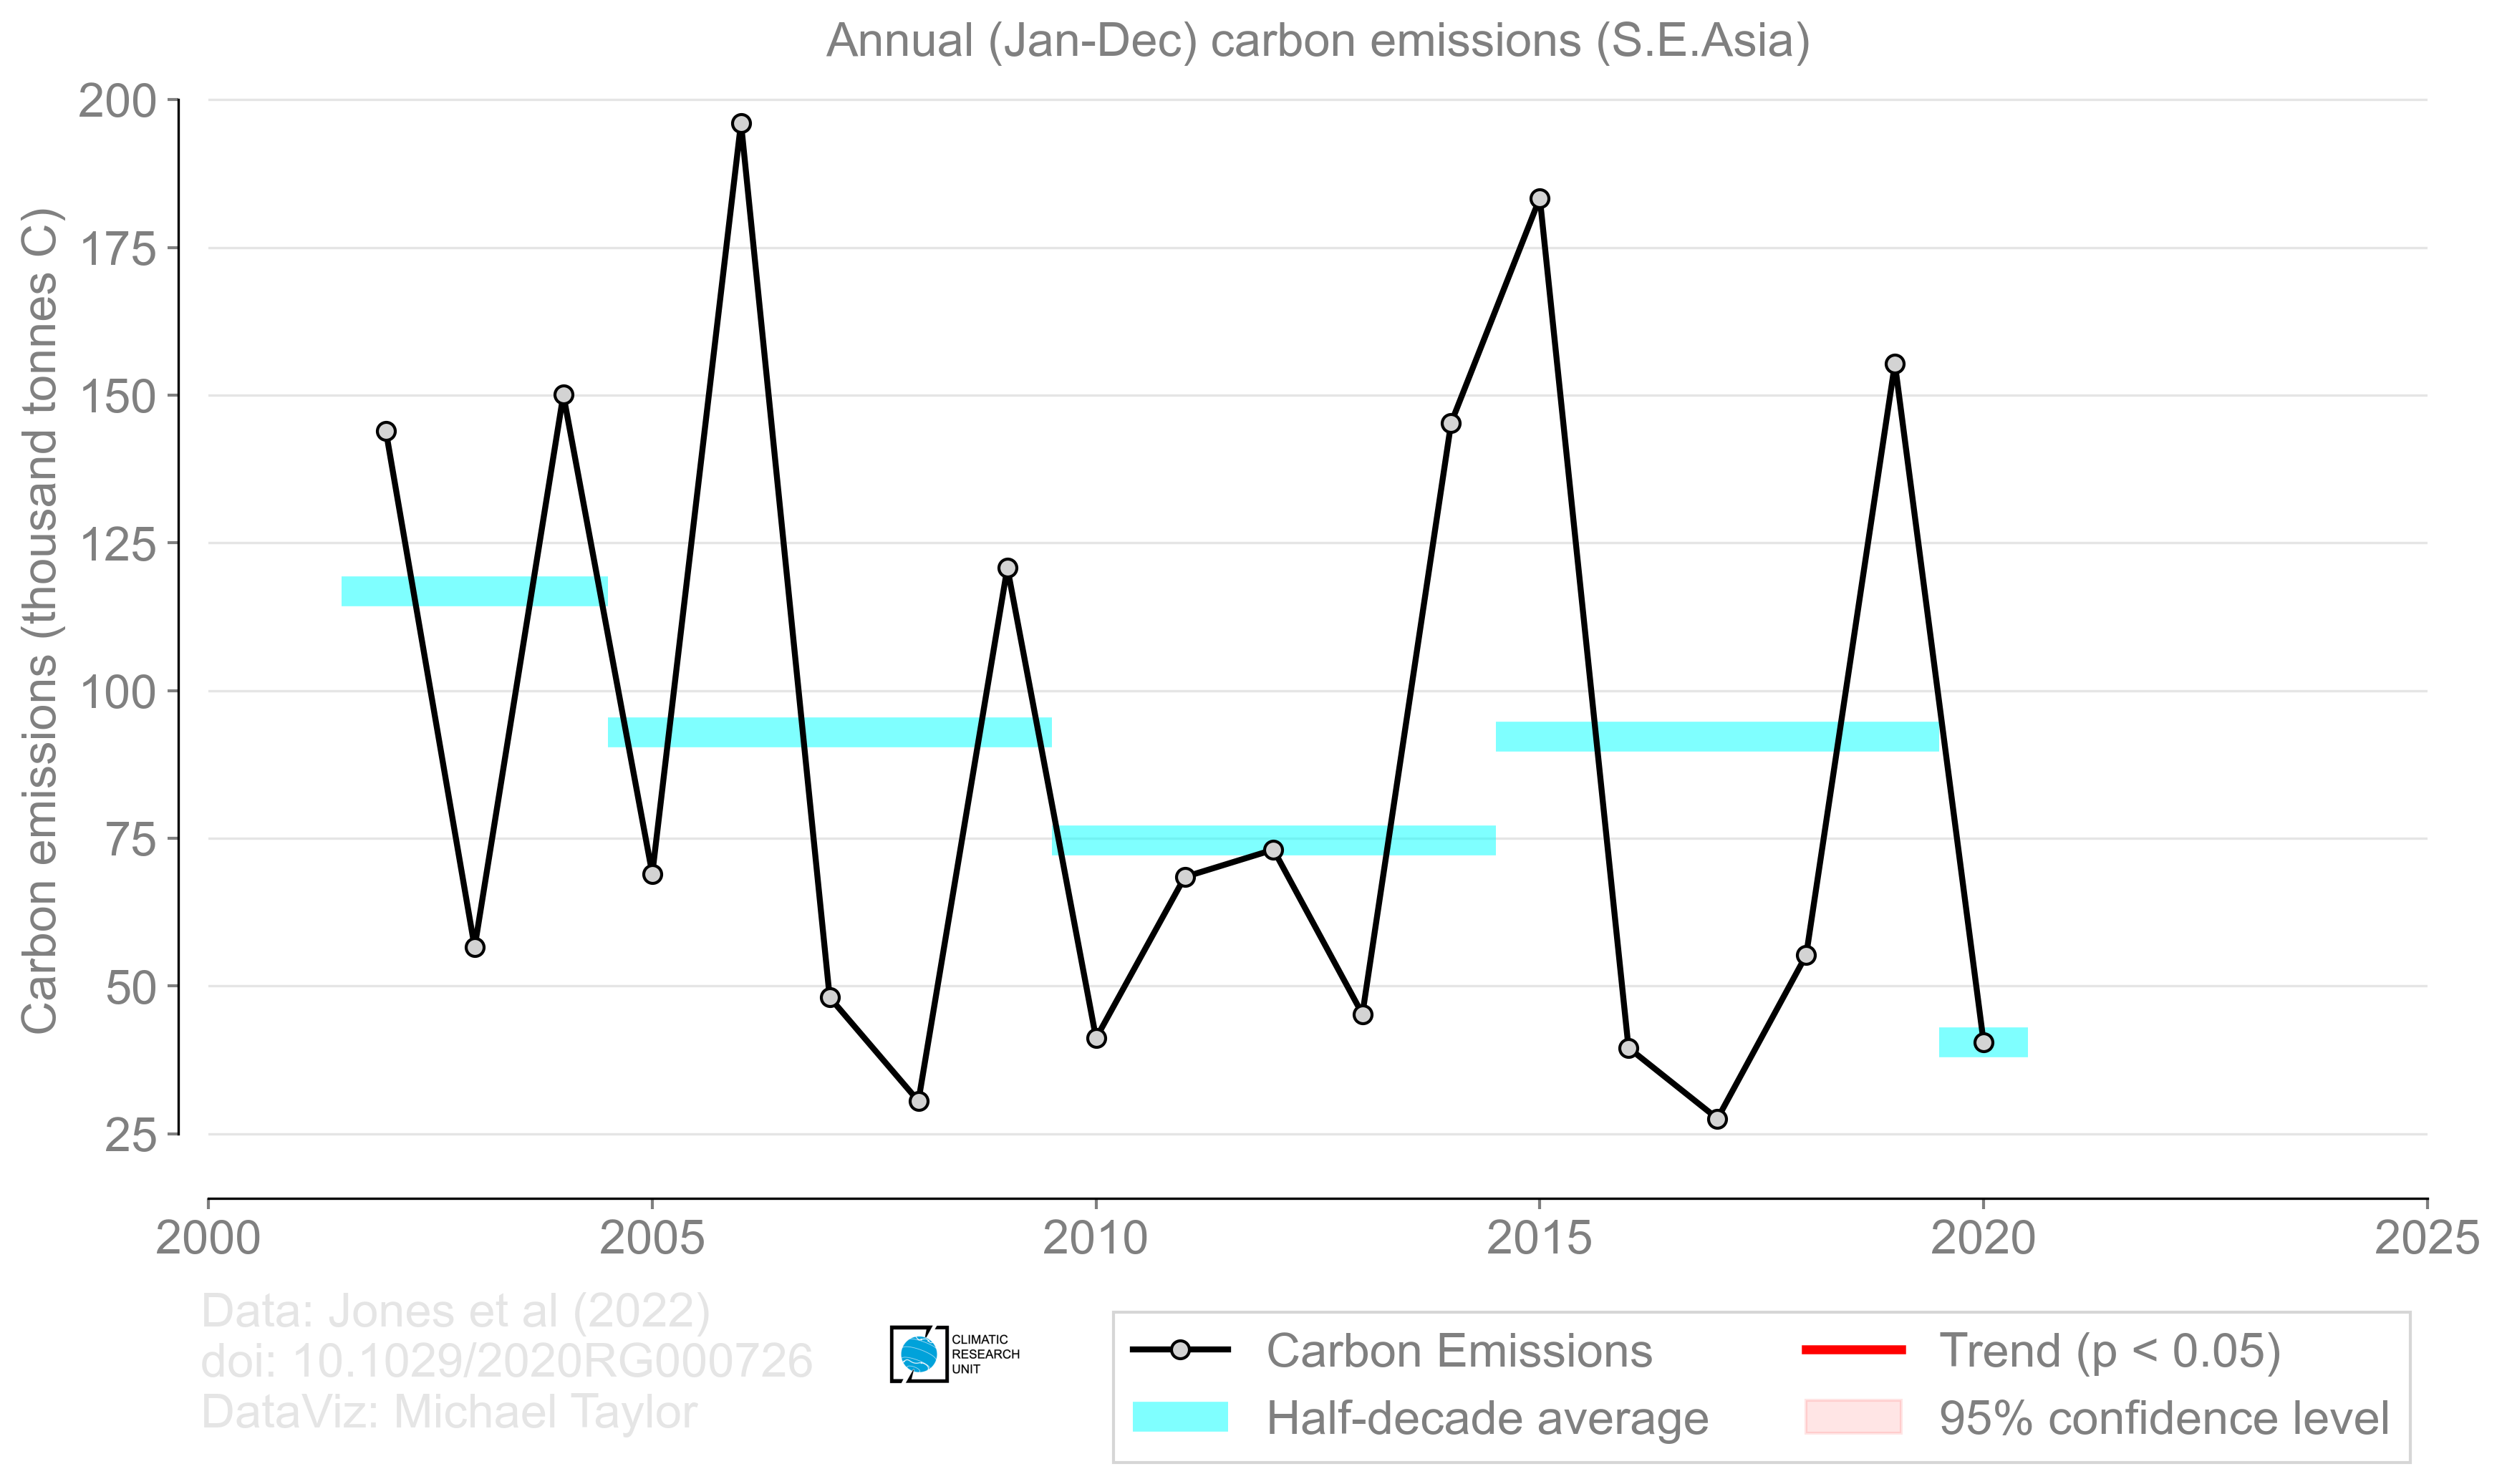 Annual (Jan-Dec) carbon emissions (S.E.Asia)
Carbon emissions (thousand tonnes C)
200
175
150
125
100
75
50
25
2000 2005 2010 2015 2020 2025
Data: Jones et al (2022)
doi: 10.1029/2020RG000726
DataViz: Michael Taylor
CLIMATIC
RESEARCH
UNIT
Carbon Emissions
Half-decade average
Trend (p < 0.05)
95% confidence level